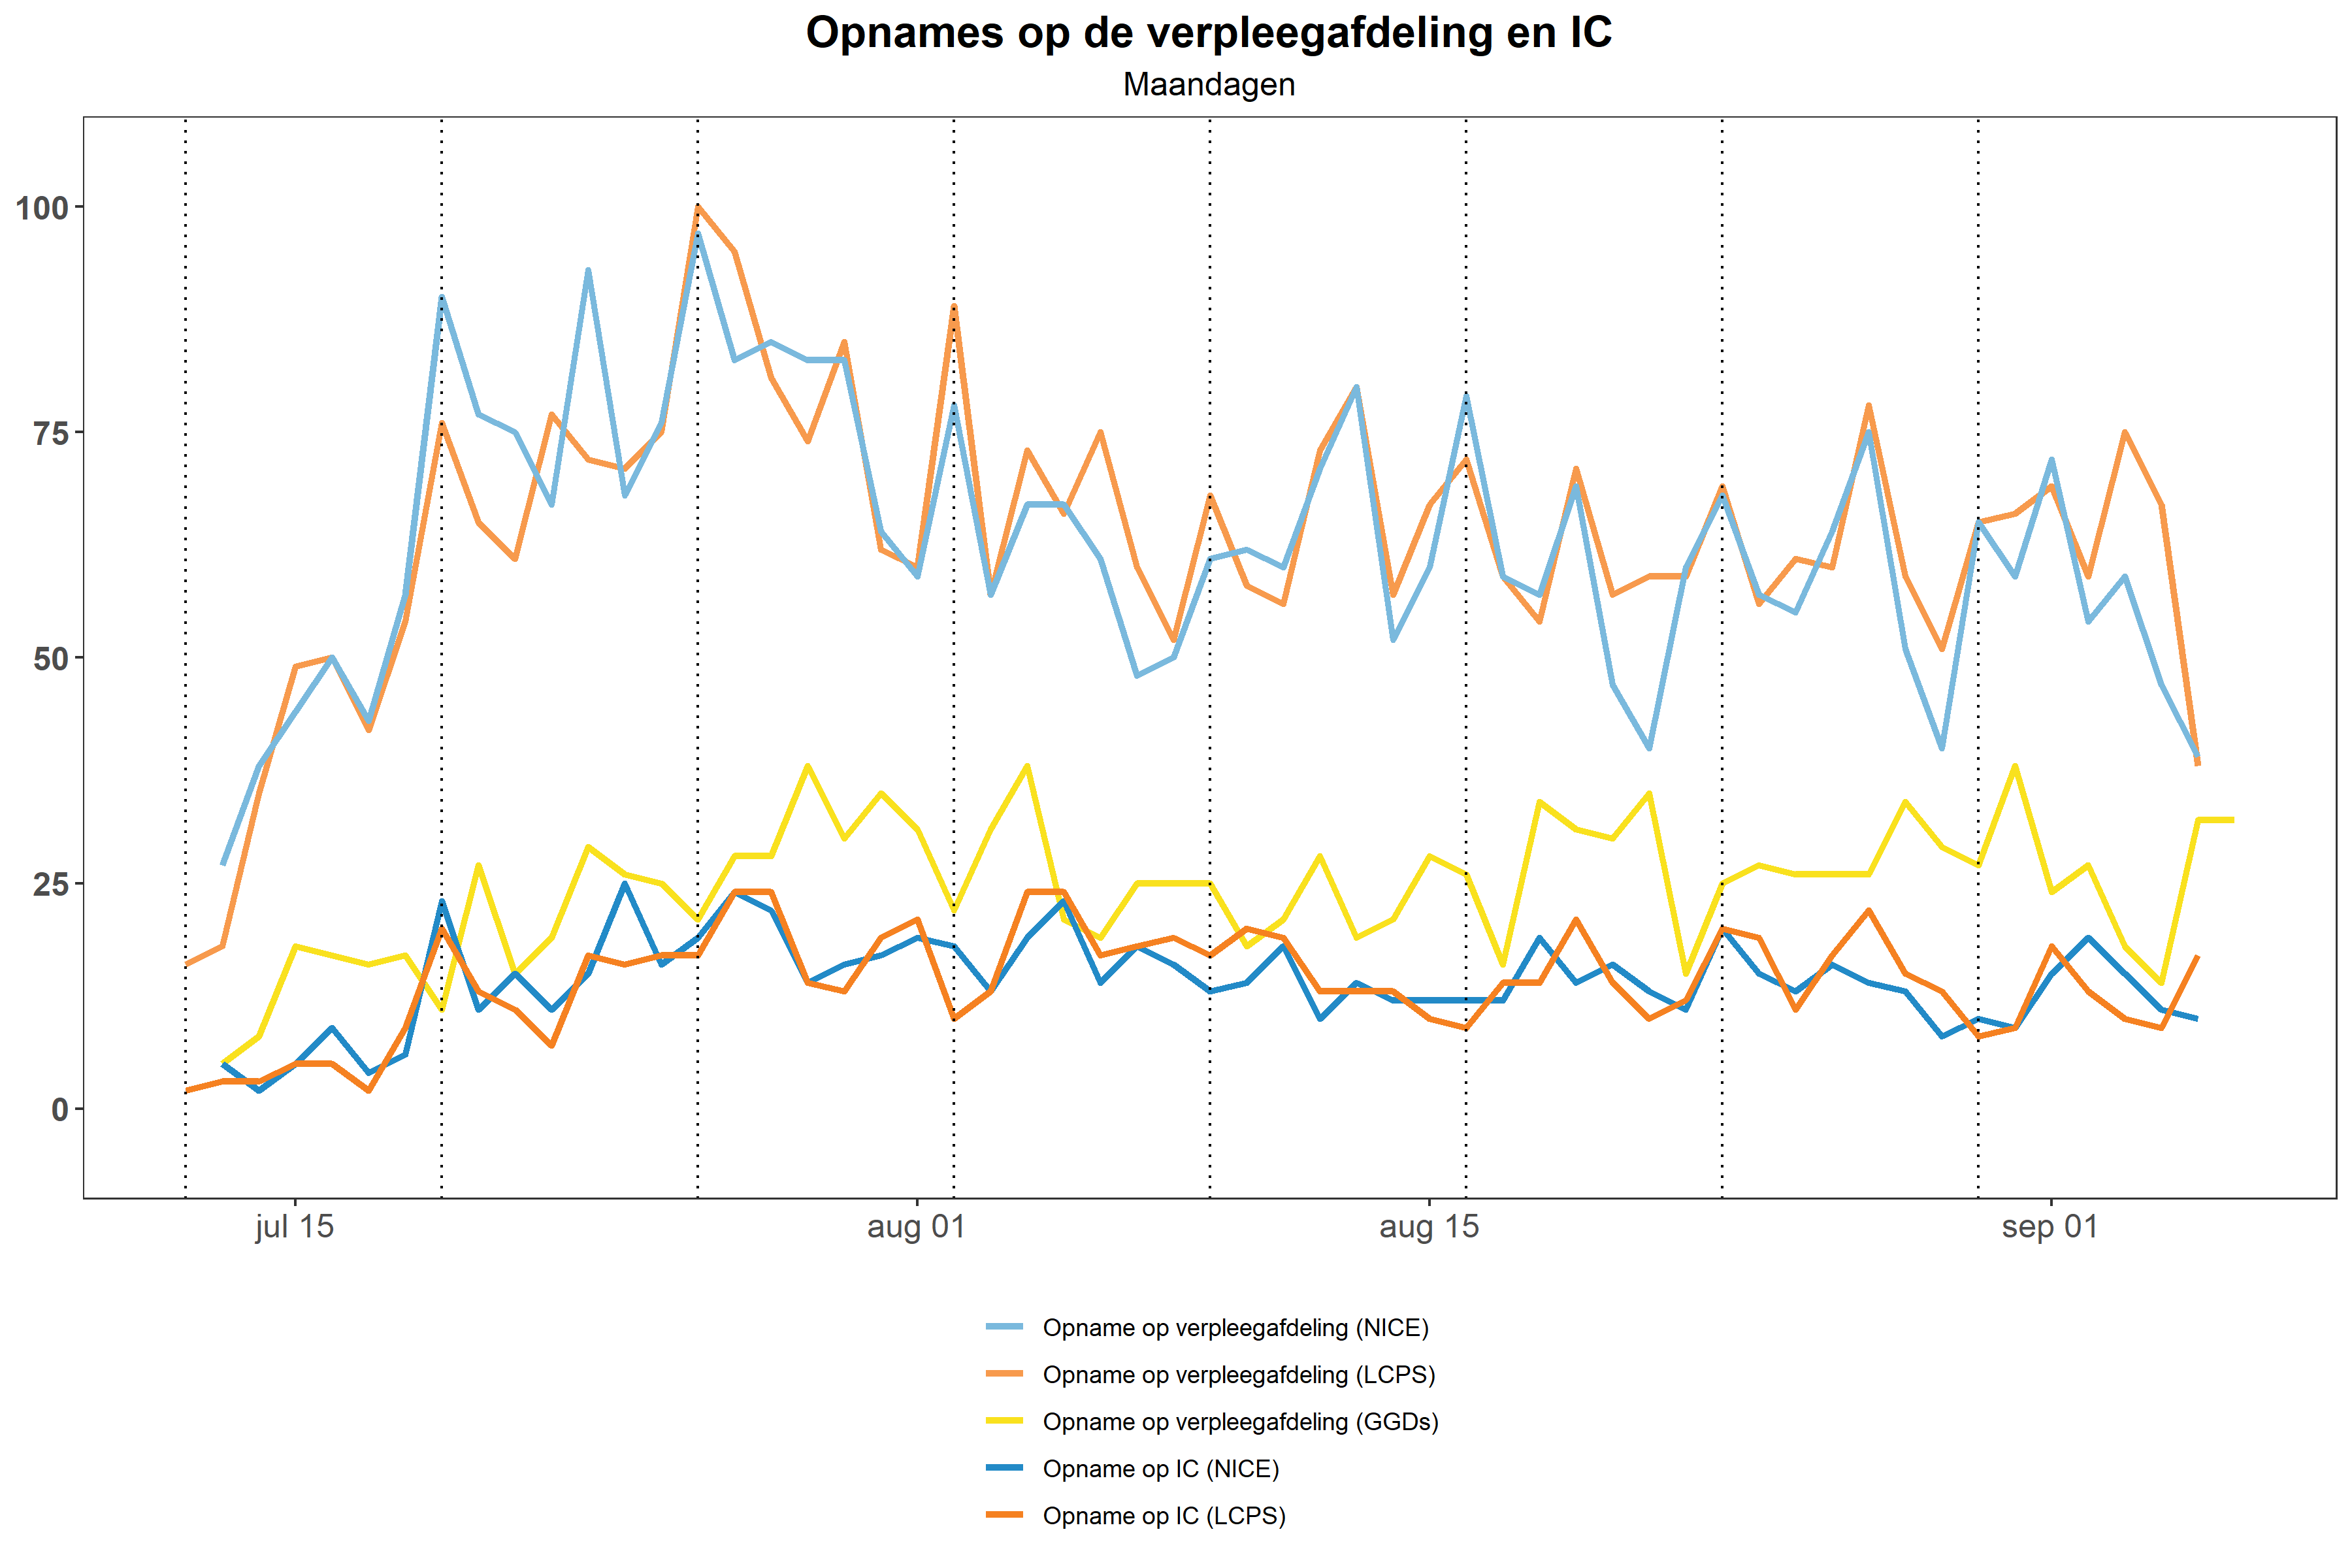 Opnames op de verpleegafdeling en IC
Maandagen
100
75
50
25
0
jul 15
aug 01
aug 15
sep 01
Opname op verpleegafdeling (NICE)
Opname op verpleegafdeling (LCPS)
Opname op verpleegafdeling (GGDs)
Opname op IC (NICE)
Opname op IC (LCPS)